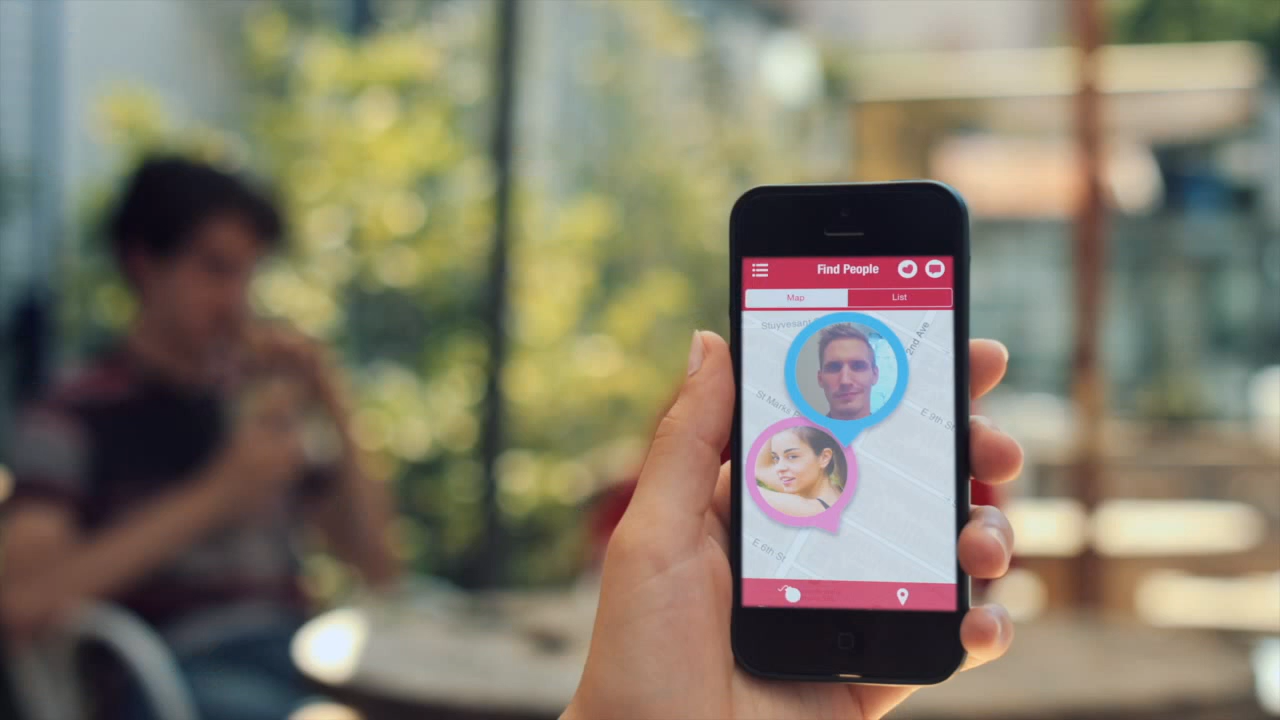 Find People
Map
List
Stuyvesant
2nd Ave
St Marks
E 9th St
E 6th St